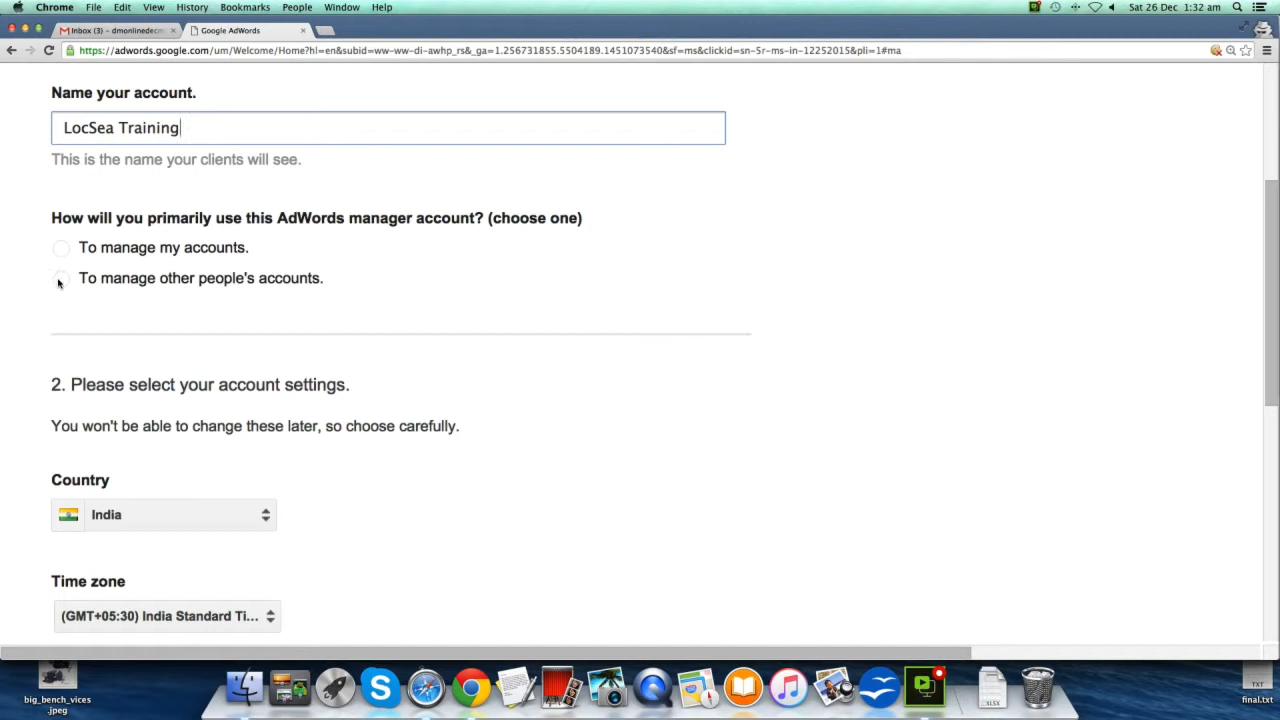 Chrome File Edit View History Bookmarks People Window Help Sat 26 Dec 1:32 am
Inbox (3) - dmonlinedecm Google AdWords
https://adwords.google.com/um/Welcome/Home?hl=en&subid=ww-ww-di-awhp_rs&_ga=1.256731855.5504189.1451073540&sf=ms&clickid=sn-5r-ms-in-12252015&pli=1#ma
Name your account.
LocSea Training
This is the name your clients will see.
How will you primarily use this AdWords manager account? (choose one)
To manage my accounts.
To manage other people's accounts.
2. Please select your account settings.
You won't be able to change these later, so choose carefully.
Country
India
Time zone
(GMT+05:30) India Standard Ti...
XLSX
TXT
big_bench_vices
.jpeg
final.txt